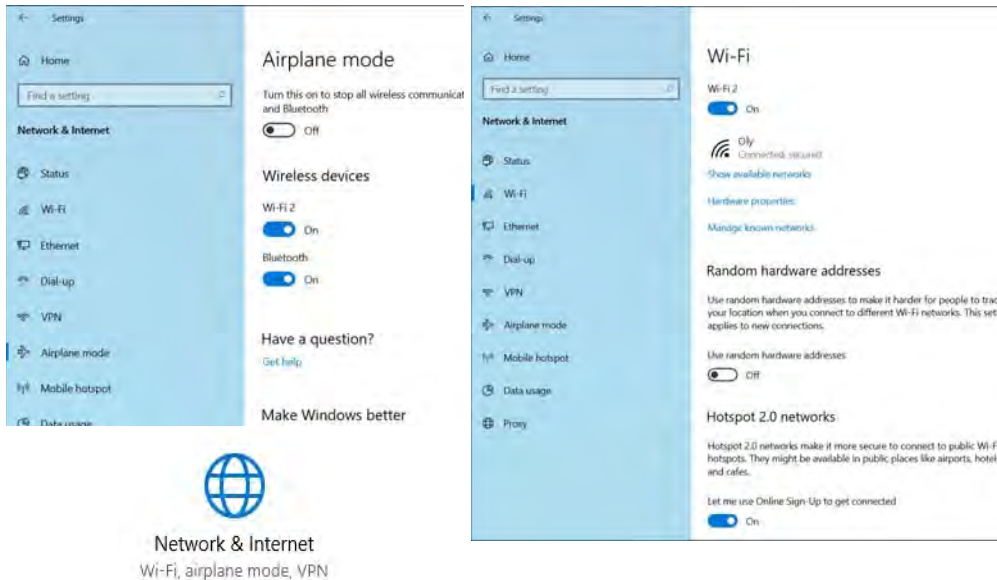 Settings
Home
Find a setting
Network & Internet
Status
Wi-Fi
Ethernet
Dial-up
VPN
Airplane mode
Mobile hotspot
Data usage
Airplane mode
Turn this on to stop all wireless communicat
and Bluetooth
Off
Wireless devices
Wi-Fi 2
On
Bluetooth
On
Have a question?
Get help
Make Windows better
Network & Internet
Wi-Fi, airplane mode, VPN
Settings
Home
Find a setting
Network & Internet
Status
Wi-Fi
Ethernet
Dial-up
VPN
Airplane mode
Mobile hotspot
Data usage
Proxy
Wi-Fi
Wi-Fi 2
On
Oly
Connected, secured
Show available networks
Hardware properties
Manage known networks
Random hardware addresses
Use random hardware addresses to make it harder for people to trac
your location when you connect to different Wi-Fi networks. This set
applies to new connections.
Use random hardware addresses
Off
Hotspot 2.0 networks
Hotspot 2.0 networks make it more secure to connect to public Wi-F
hotspots. They might be available in public places like airports, hotel
and cafes.
Let me use Online Sign-Up to get connected
On